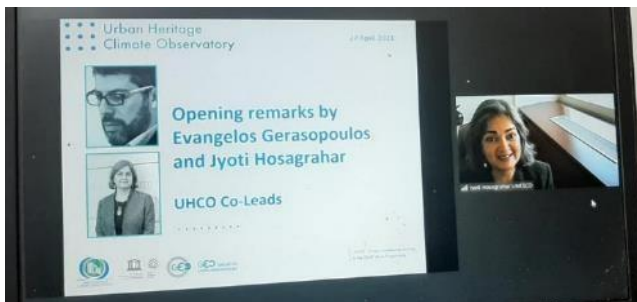 Urban Heritage
Climate Observatory
Opening remarks by
Evangelos Gerasopoulos
and Jyoti Hosagrahar
UHCO Co-Leads